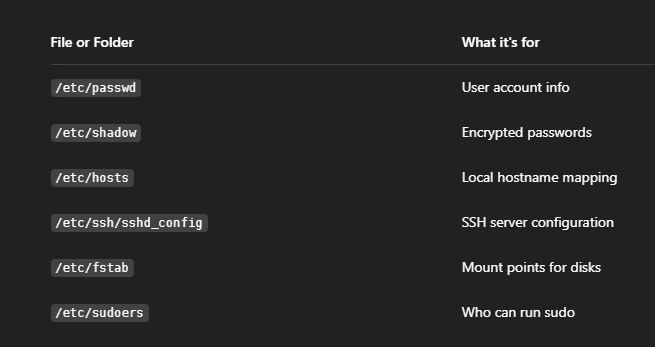 File or Folder What it's for
/etc/passwd User account info
/etc/shadow Encrypted passwords
/etc/hosts Local hostname mapping
/etc/ssh/sshd_config SSH server configuration
/etc/fstab Mount points for disks
/etc/sudoers Who can run sudo